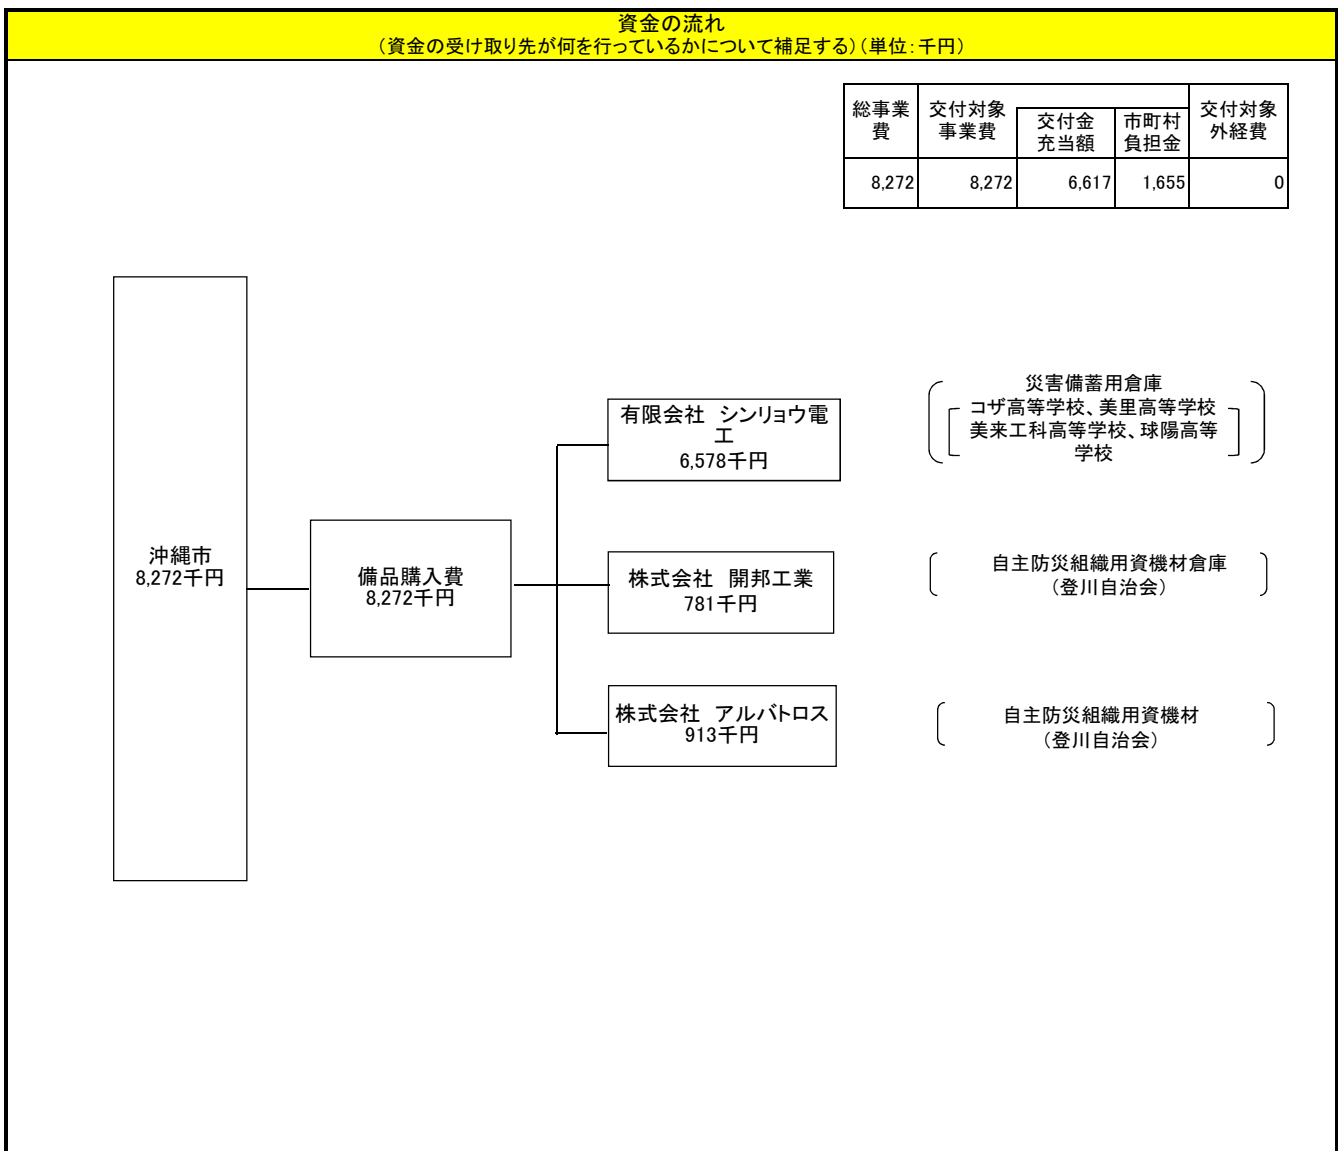 資金の流れ
（資金の受け取り先が何を行っているかについて補足する）（単位：千円）
総事業
費
交付対象
事業費
交付金
充当額
市町村
負担金
交付対象
外経費
8,272 8,272 6,617 1,655 0
沖縄市
8,272千円
備品購入費
8,272千円
有限会社　シンリョウ電
工
6,578千円
災害備蓄用倉庫
コザ高等学校、美里高等学校
美来工科高等学校、球陽高等
学校
株式会社　開邦工業
781千円
自主防災組織用資機材倉庫
（登川自治会）
株式会社　アルバトロス
913千円
自主防災組織用資機材
（登川自治会）